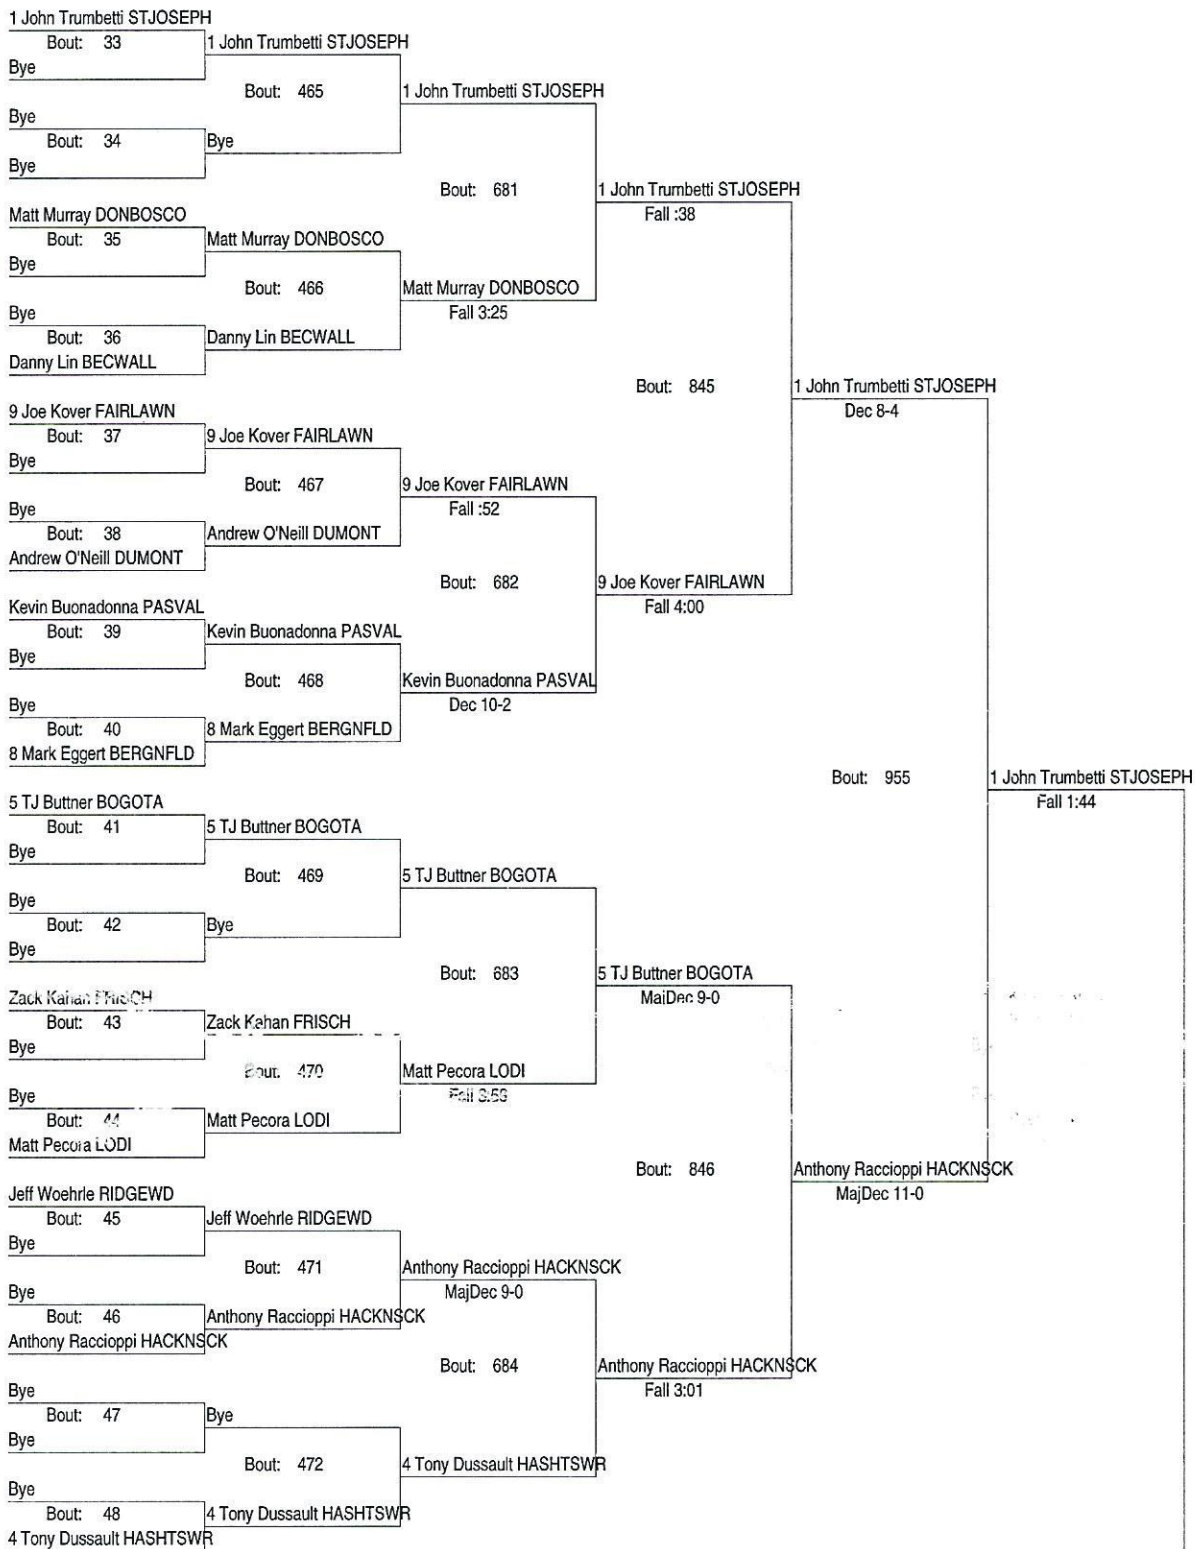 1 John Trumbetti STJOSEPH
Bout: 33
Bye
1 John Trumbetti STJOSEPH
Bout: 465
Bye
Bout: 34
Bye
Bye
1 John Trumbetti STJOSEPH
Bout: 681
Matt Murray DONBOSCO
Bout: 35
Bye
Matt Murray DONBOSCO
Bout: 466
Bye
Bout: 36
Danny Lin BECWALL
Danny Lin BECWALL
Matt Murray DONBOSCO
Fall 3:25
1 John Trumbetti STJOSEPH
Fall :38
Bout: 845
9 Joe Kover FAIRLAWN
Bout: 37
Bye
9 Joe Kover FAIRLAWN
Bout: 467
Bye
Bout: 38
Andrew O'Neill DUMONT
Andrew O'Neill DUMONT
9 Joe Kover FAIRLAWN
Fall :52
Bout: 682
Kevin Buonadonna PASVAL
Bout: 39
Bye
Kevin Buonadonna PASVAL
Bout: 468
Bye
Bout: 40
8 Mark Eggert BERGNFLD
8 Mark Eggert BERGNFLD
Kevin Buonadonna PASVAL
Dec 10-2
9 Joe Kover FAIRLAWN
Fall 4:00
1 John Trumbetti STJOSEPH
Dec 8-4
Bout: 955
1 John Trumbetti STJOSEPH
Fall 1:44
5 TJ Buttner BOGOTA
Bout: 41
Bye
5 TJ Buttner BOGOTA
Bout: 469
Bye
Bout: 42
Bye
Bye
5 TJ Buttner BOGOTA
Bout: 683
Zack Kahan FRISCH
Bout: 43
Bye
Zack Kahan FRISCH
Bout: 470
Bye
Bout: 44
Matt Pecora LODI
Matt Pecora LODI
Matt Pecora LODI
Fall
5 TJ Buttner BOGOTA
MajDec 9-0
Bout: 846
Jeff Woehrle RIDGEWD
Bout: 45
Bye
Jeff Woehrle RIDGEWD
Bout: 471
Bye
Bout: 46
Anthony Raccioppi HACKNSCK
Anthony Raccioppi HACKNSCK
Anthony Raccioppi HACKNSCK
MajDec 9-0
Bout: 684
Bye
Bout: 47
Bye
Bye
Bout: 472
Bye
Bout: 48
4 Tony Dussault HASHTSWR
4 Tony Dussault HASHTSWR
4 Tony Dussault HASHTSWR
Anthony Raccioppi HACKNSCK
Fall 3:01
Anthony Raccioppi HACKNSCK
MajDec 11-0